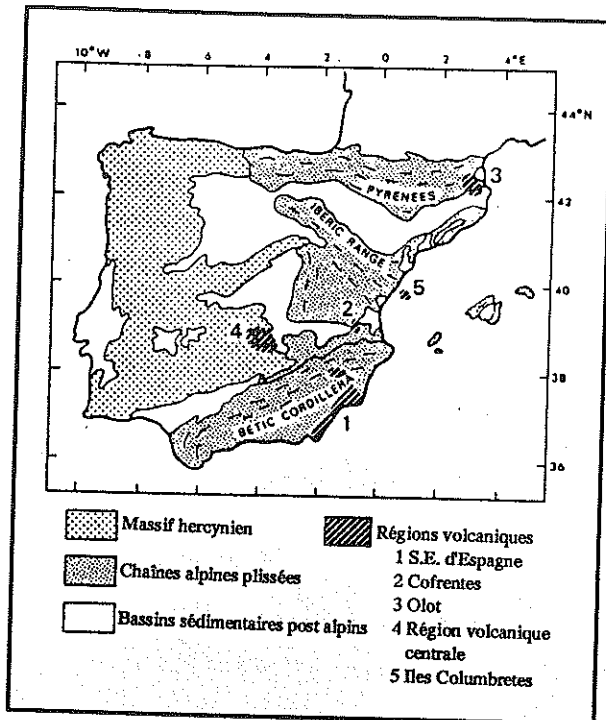 10°W 8 6 4 2 0 2 4°E
44°N
3
PYRENEES
42
IBERIC RANGE
5
40
2
4
38
BETIC CORDILLERA
1
36
Massif hercynien
Chaînes alpines plissées
Bassins sédimentaires post alpins
Régions volcaniques
1 S.E. d'Espagne
2 Cofrentes
3 Olot
4 Région volcanique
centrale
5 Iles Columbretes